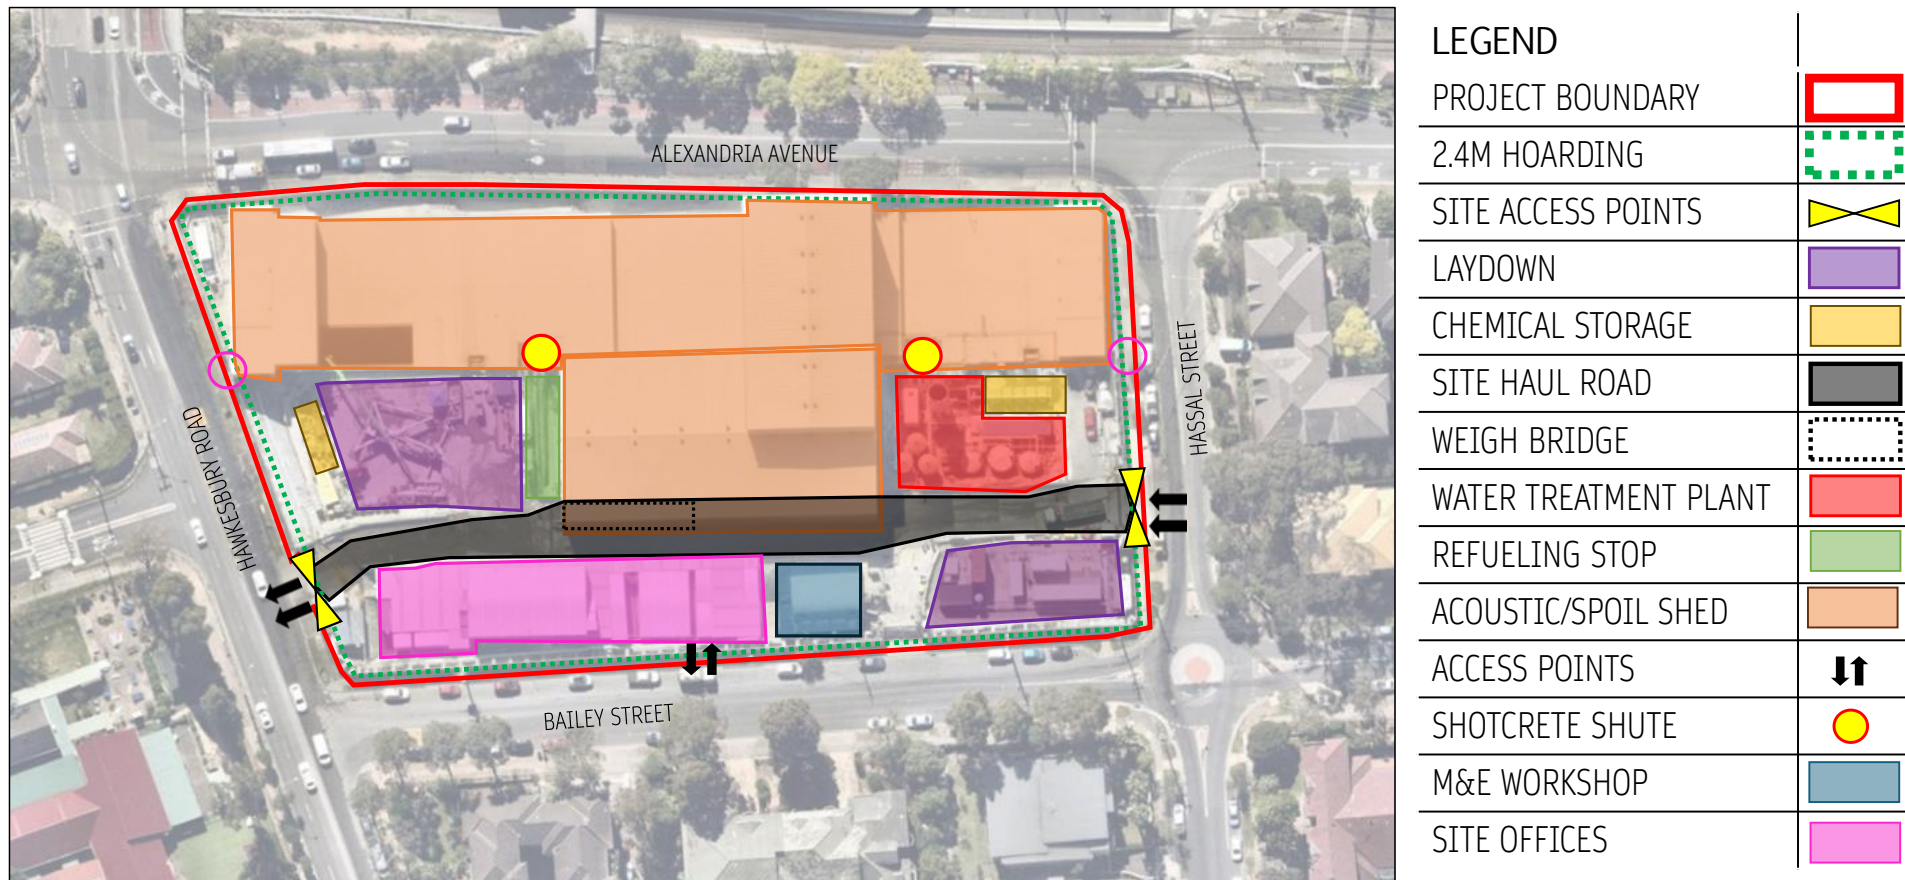 ALEXANDRIA AVENUE
HAWKESBURY ROAD
HASSAL STREET
BAILEY STREET
LEGEND
PROJECT BOUNDARY
2.4M HOARDING
SITE ACCESS POINTS
LAYDOWN
CHEMICAL STORAGE
SITE HAUL ROAD
WEIGH BRIDGE
WATER TREATMENT PLANT
REFUELING STOP
ACOUSTIC/SPOIL SHED
ACCESS POINTS
SHOTCRETE SHUTE
M&E WORKSHOP
SITE OFFICES